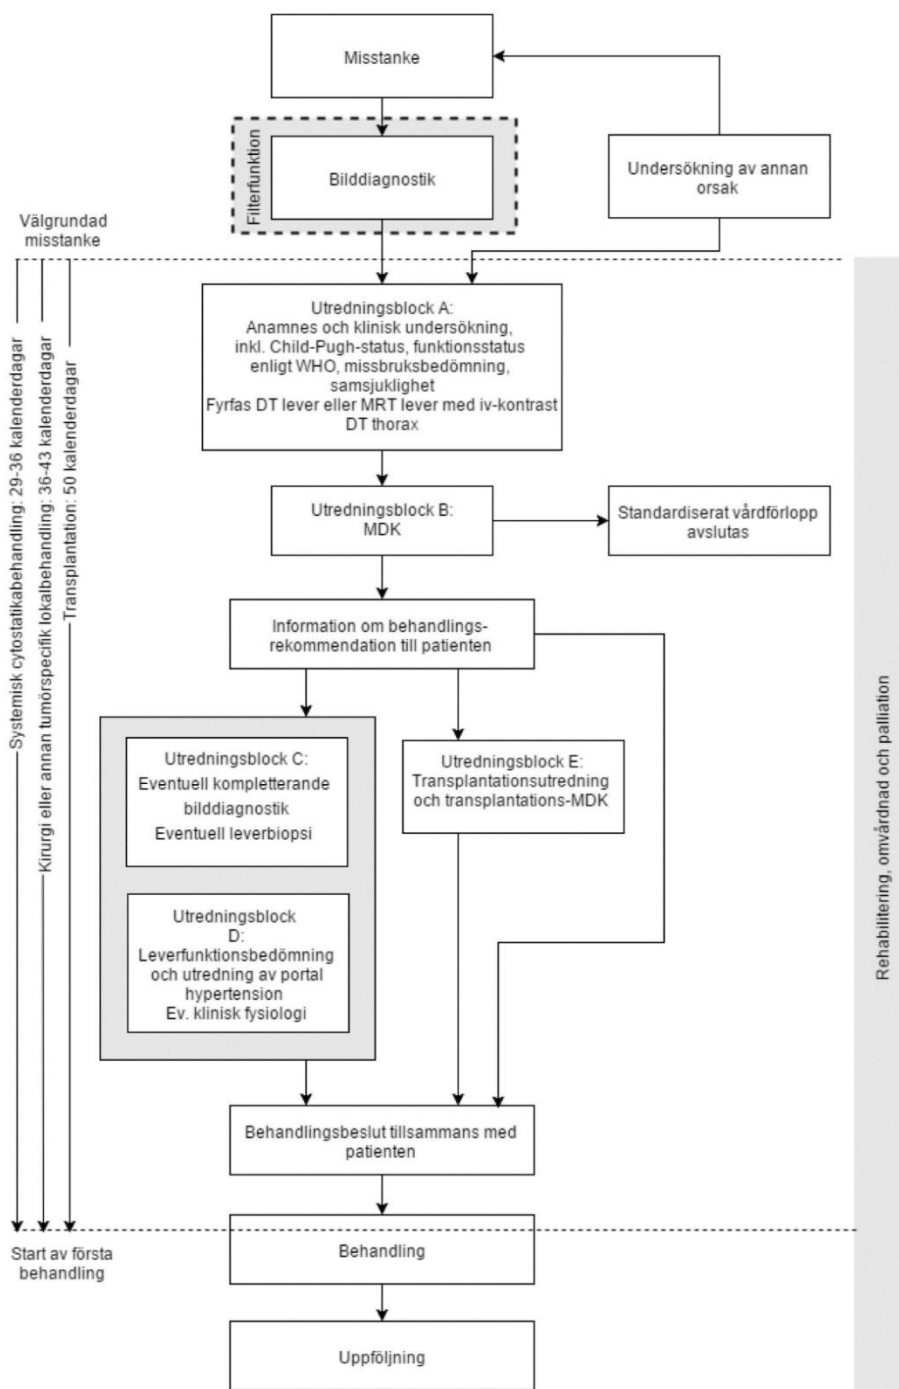 Misstanke
Filterfunktion
Bilddiagnostik
Undersökning av annan
orsak
Välgrundad
misstanke
Utredningsblock A:
Anamnes och klinisk undersökning,
inkl. Child-Pugh-status, funktionsstatus
enligt WHO, missbruksbedömning,
samsjuklighet
Fyrfas DT lever eller MRT lever med iv-kontrast
DT thorax
Systemisk cytostatikabehandling: 29-36 kalenderdagar
Kirurgi eller annan tumörspecifik lokalbehandling: 36-43 kalenderdagar
Transplantation: 50 kalenderdagar
Utredningsblock B:
MDK
Standardiserat vårdförlopp
avslutas
Information om behandlings-
rekommendation till patienten
Utredningsblock C:
Eventuell kompletterande
bilddiagnostik
Eventuell leverbiopsi
Utredningsblock E:
Transplantationsutredning
och transplantations-MDK
Utredningsblock
D:
Leverfunktionsbedömning
och utredning av portal
hypertension
Ev. klinisk fysiologi
Rehabilitering, omvårdnad och palliation
Behandlingsbeslut tillsammans med
patienten
Start av första
behandling
Behandling
Uppföljning